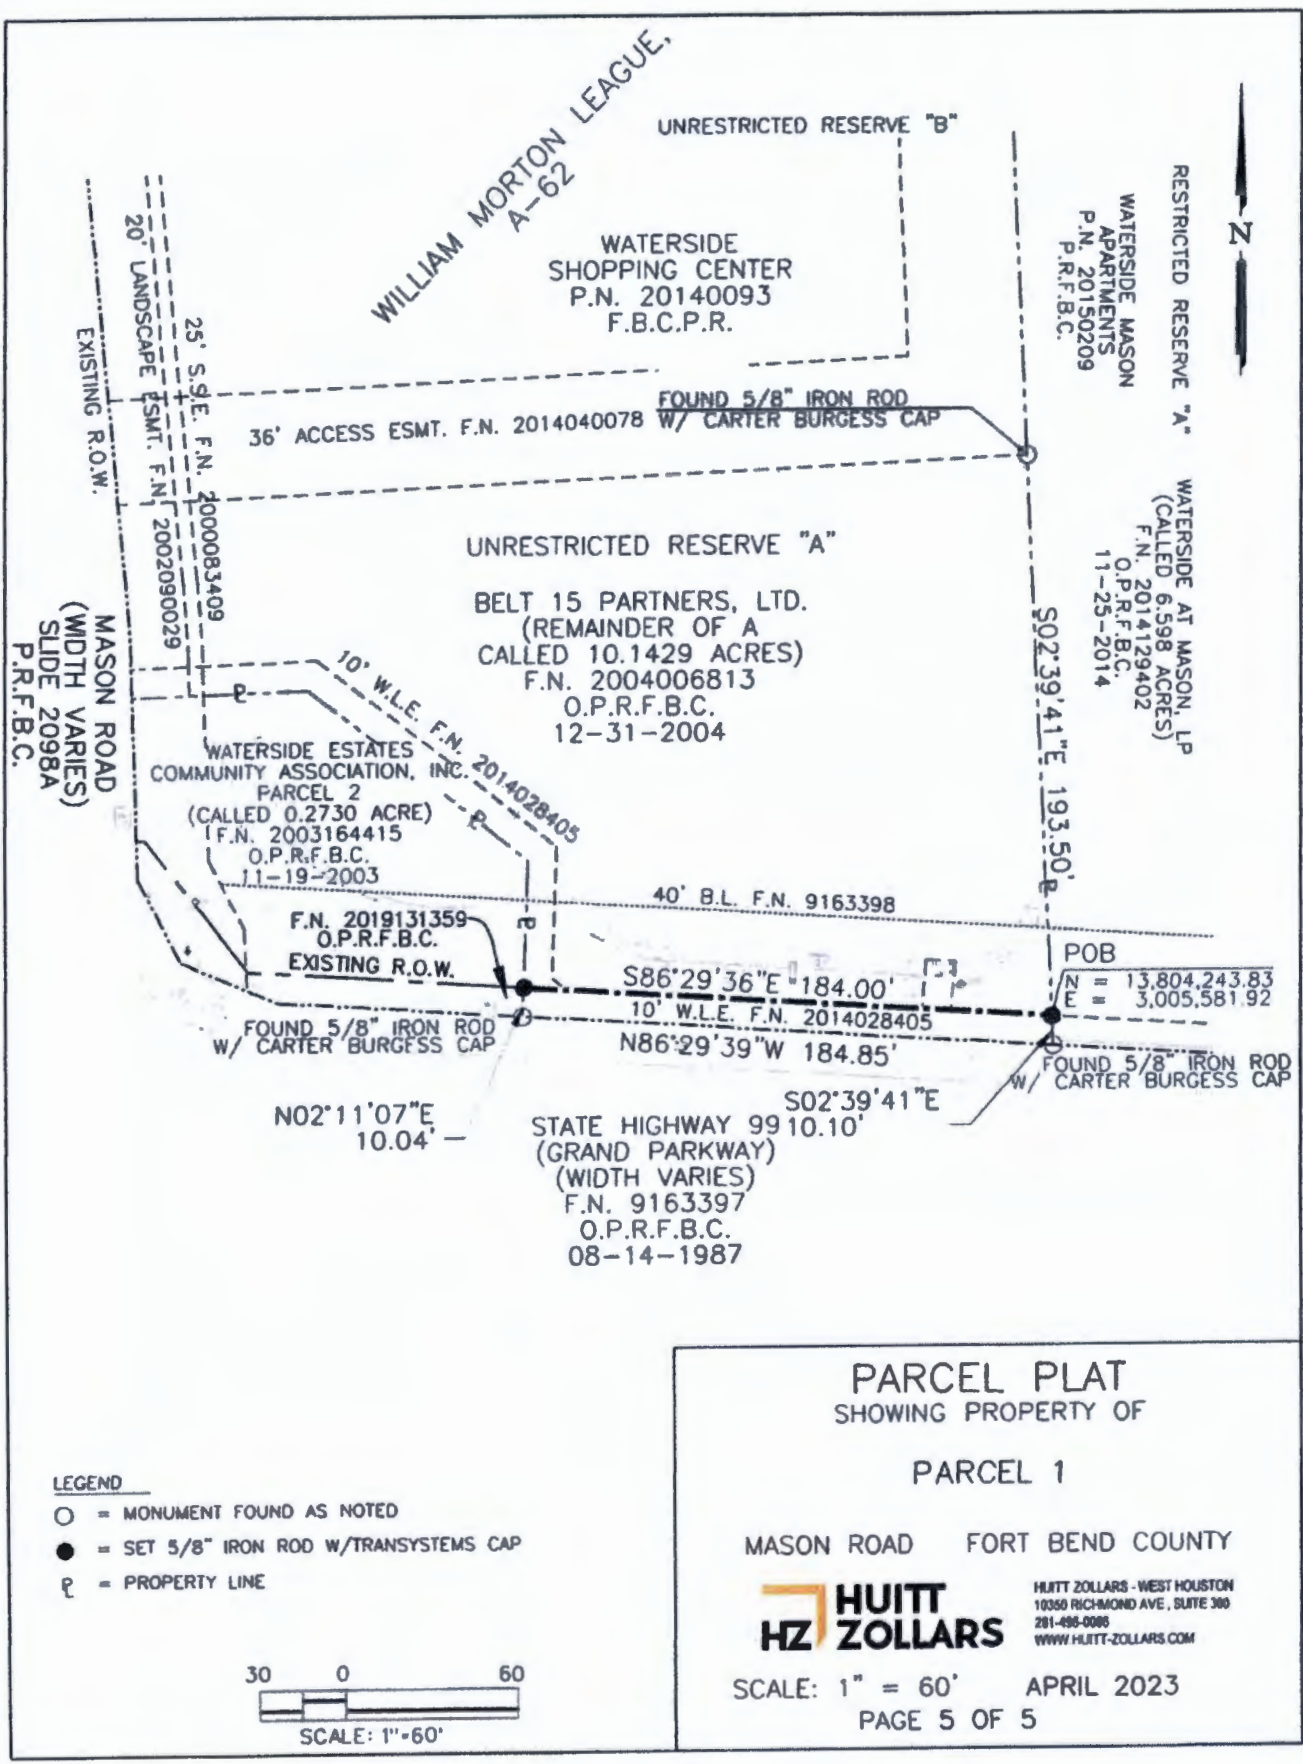 WILLIAM MORTON LEAGUE,
A-62
UNRESTRICTED RESERVE "B"
WATERSIDE
SHOPPING CENTER
P.N. 20140093
F.B.C.P.R.
N
RESTRICTED RESERVE "A"
WATERSIDE MASON
APARTMENTS
P.N. 20150209
P.R.F.B.C.
20' LANDSCAPE ESMT. F.N. 2002090029
25' S.S.E. F.N. 2000083409
EXISTING R.O.W.
36' ACCESS ESMT. F.N. 2014040078
FOUND 5/8" IRON ROD
W/ CARTER BURGESS CAP
WATERSIDE AT MASON, LP
(CALLED 6.598 ACRES)
F.N. 2014129402
O.P.R.F.B.C.
11-25-2014
UNRESTRICTED RESERVE "A"
BELT 15 PARTNERS, LTD.
(REMAINDER OF A
CALLED 10.1429 ACRES)
F.N. 2004006813
O.P.R.F.B.C.
12-31-2004
S02°39'41"E 193.50'
MASON ROAD
(WIDTH VARIES)
SLIDE 2098A
P.R.F.B.C.
10' W.L.E. F.N. 2014028405
WATERSIDE ESTATES
COMMUNITY ASSOCIATION, INC.
PARCEL 2
(CALLED 0.2730 ACRE)
F.N. 2003164415
O.P.R.F.B.C.
11-19-2003
40' B.L. F.N. 9163398
F.N. 2019131359
O.P.R.F.B.C.
EXISTING R.O.W.
POB
N = 13,804,243.83
E = 3,005,581.92
S86°29'36"E 184.00'
10' W.L.E. F.N. 2014028405
N86°29'39"W 184.85'
FOUND 5/8" IRON ROD
W/ CARTER BURGESS CAP
FOUND 5/8" IRON ROD
W/ CARTER BURGESS CAP
N02°11'07"E
10.04'
S02°39'41"E
10.10'
STATE HIGHWAY 99
(GRAND PARKWAY)
(WIDTH VARIES)
F.N. 9163397
O.P.R.F.B.C.
08-14-1987
PARCEL PLAT
SHOWING PROPERTY OF
PARCEL 1
MASON ROAD FORT BEND COUNTY
HZ
HUITT
ZOLLARS
HUITT ZOLLARS - WEST HOUSTON
10350 RICHMOND AVE, SUITE 300
281-496-0066
WWW.HUITT-ZOLLARS.COM
SCALE: 1" = 60' APRIL 2023
PAGE 5 OF 5
LEGEND
= MONUMENT FOUND AS NOTED
= SET 5/8" IRON ROD W/TRANSYSTEMS CAP
= PROPERTY LINE
30 0 60
SCALE: 1"=60'